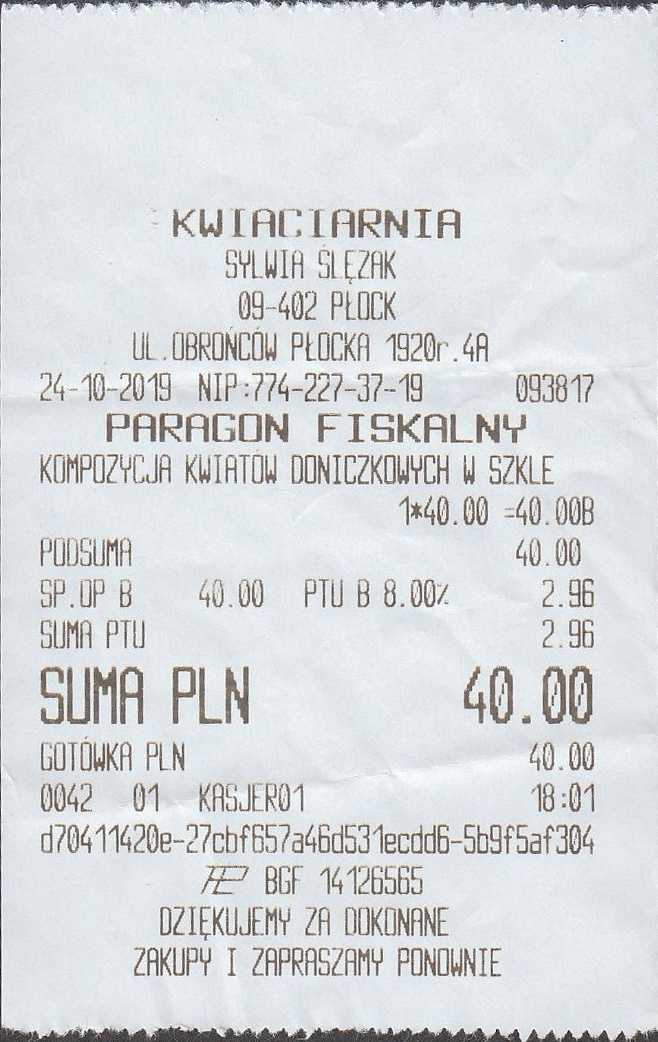 KWIACIARNIA
SYLWIA ŚLĘZAK
09-402 PŁOCK
UL.OBROŃCÓW PŁOCKA 1920r.4A
24-10-2019 NIP:774-227-37-19 093817
PARAGON FISKALNY
KOMPOZYCJA KWIATÓW DONICZKOWYCH W SZKLE
1*40.00 =40.00B
PODSUMA 40.00
SP.OP B 40.00 PTU B 8.00% 2.96
SUMA PTU 2.96
SUMA PLN 40.00
GOTÓWKA PLN 40.00
0042 01 KASJER01 18:01
d70411420e-27cbf657a46d531ecdd6-5b9f5af304
BGF 14126565
DZIĘKUJEMY ZA DOKONANE
ZAKUPY I ZAPRASZAMY PONOWNIE